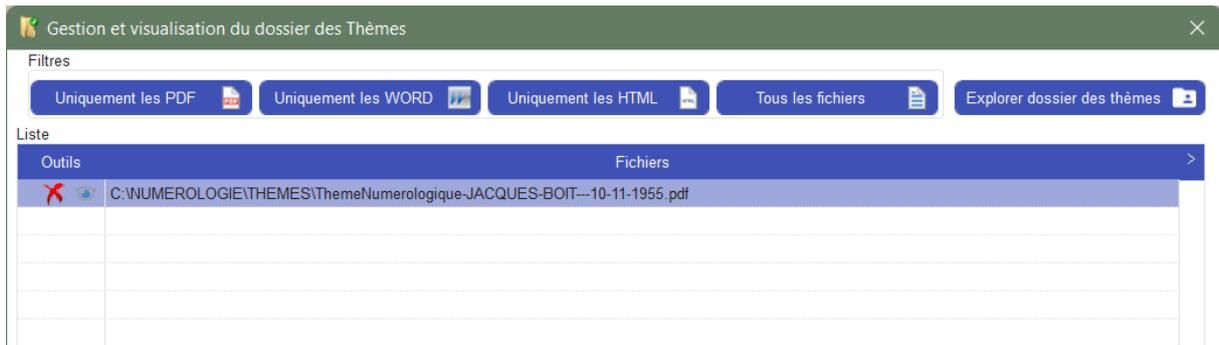 Gestion et visualisation du dossier des Thèmes
Filtres
Uniquement les PDF Uniquement les WORD Uniquement les HTML Tous les fichiers Explorer dossier des thèmes
Liste
Outils Fichiers
C:\NUMEROLOGIE\THEMES\ThemeNumerologique-JACQUES-BOIT---10-11-1955.pdf